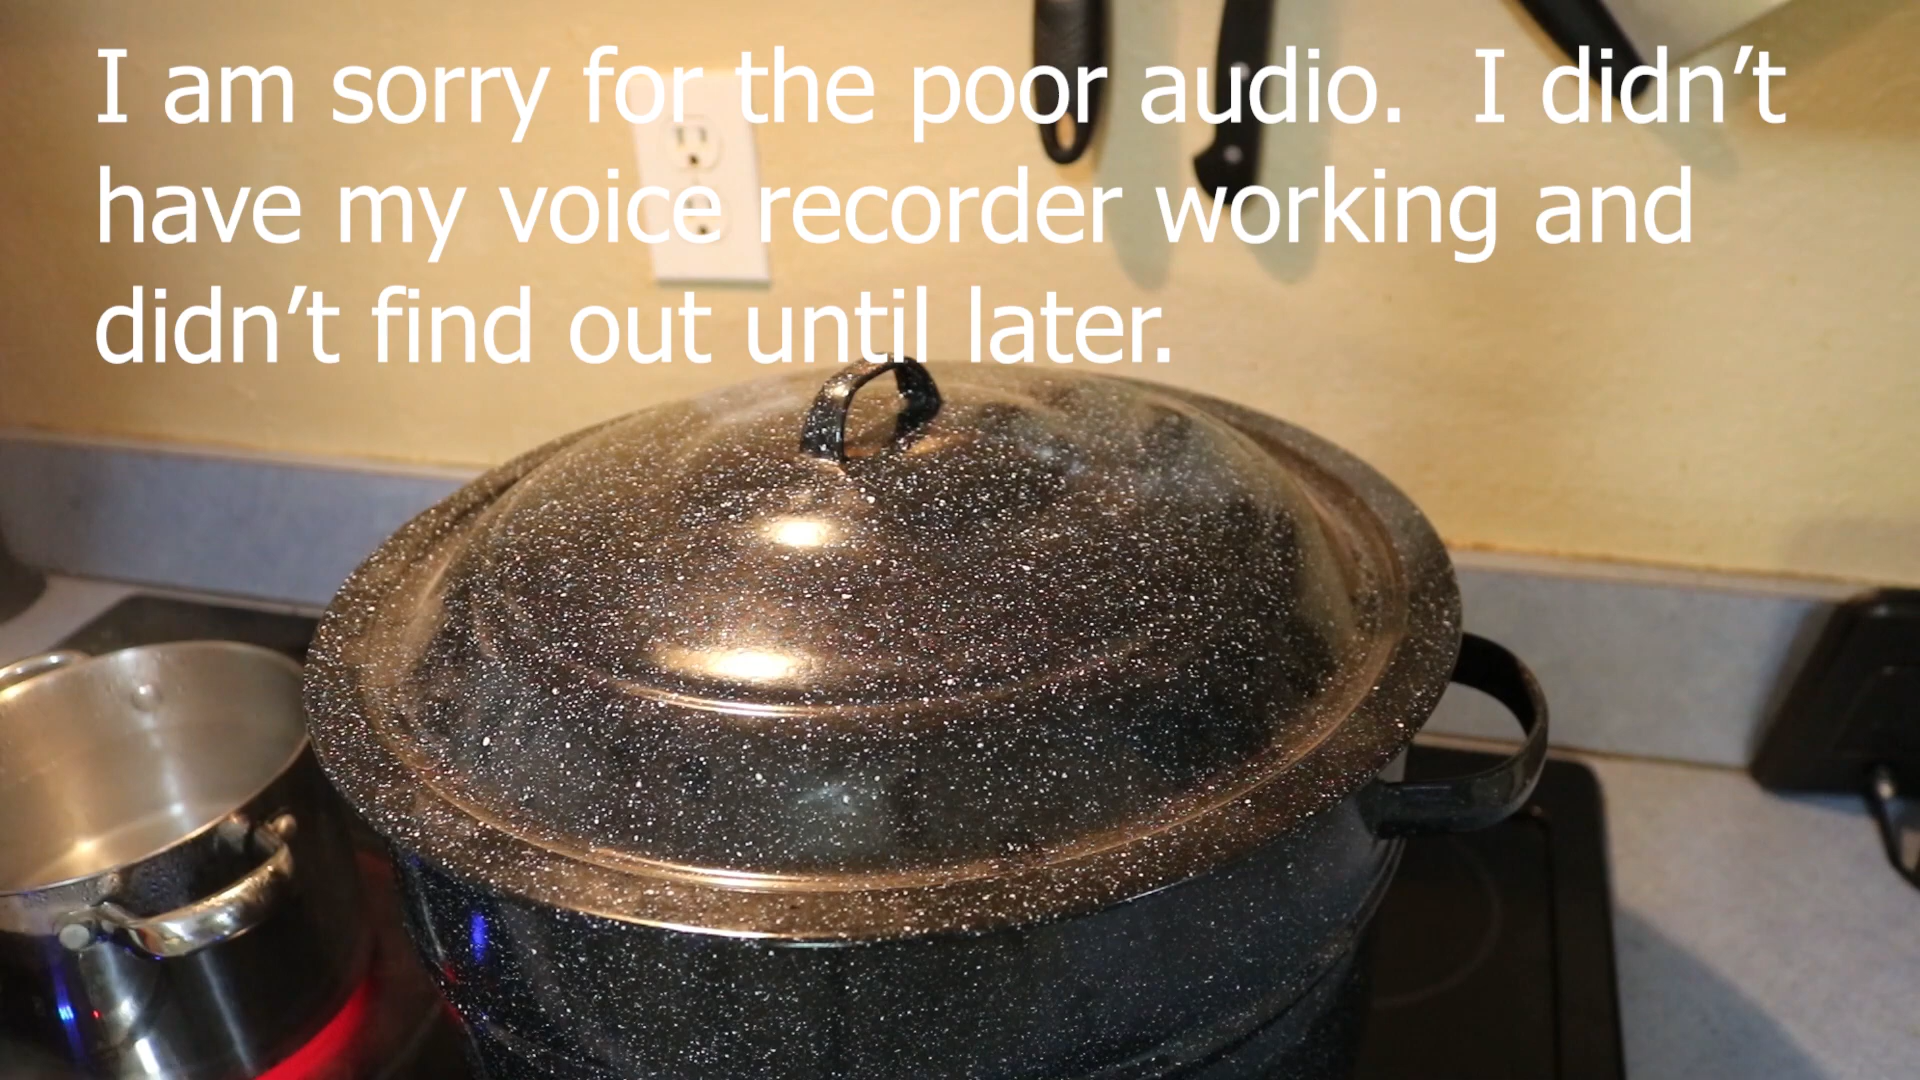 I am sorry for the poor audio.  I didn’t
have my voice recorder working and
didn’t find out until later.